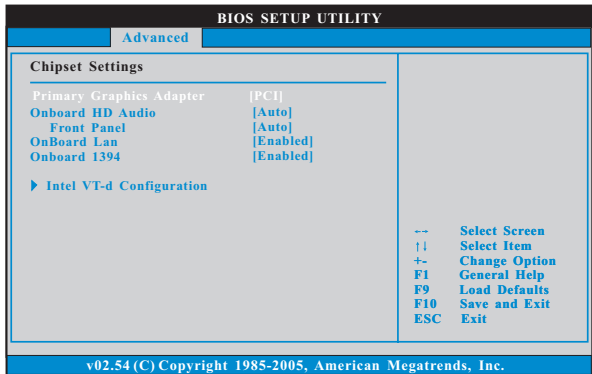 BIOS SETUP UTILITY
Advanced
Chipset Settings
Primary Graphics Adapter [PCI]
Onboard HD Audio [Auto]
Front Panel [Auto]
OnBoard Lan [Enabled]
Onboard 1394 [Enabled]
Intel VT-d Configuration
←→ Select Screen
↑↓ Select Item
+- Change Option
F1 General Help
F9 Load Defaults
F10 Save and Exit
ESC Exit
v02.54 (C) Copyright 1985-2005, American Megatrends, Inc.